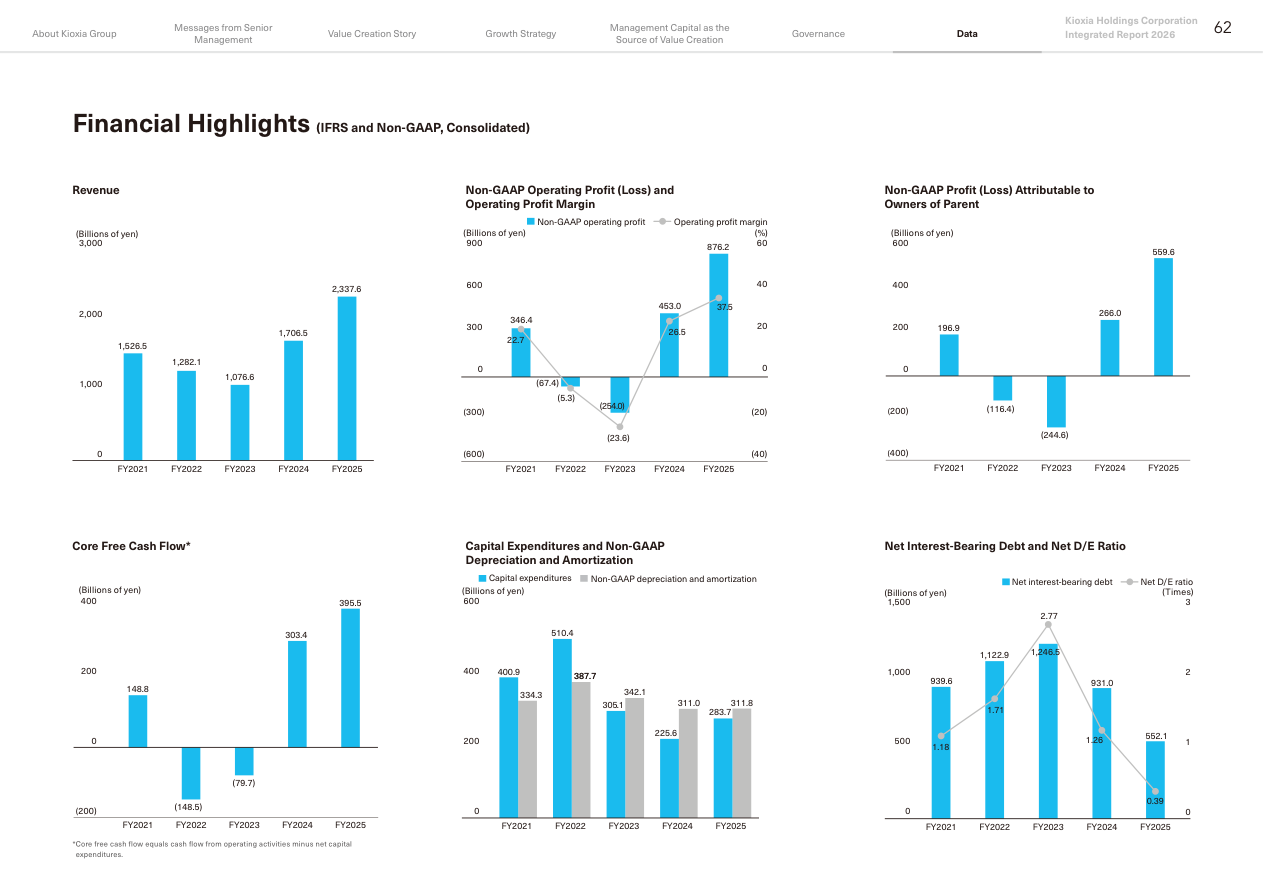 About Kioxia Group
Messages from Senior
Management
Value Creation Story
Growth Strategy
Management Capital as the
Source of Value Creation
Governance
Data
Kioxia Holdings Corporation
Integrated Report 2026
62
Financial Highlights (IFRS and Non-GAAP, Consolidated)
Revenue
(Billions of yen)
3,000
2,000
1,000
0
1,526.5
1,282.1
1,076.6
1,706.5
2,337.6
FY2021 FY2022 FY2023 FY2024 FY2025
Non-GAAP Operating Profit (Loss) and
Operating Profit Margin
Non-GAAP operating profit Operating profit margin
(Billions of yen) (%)
900 60
600 40
300 20
0 0
(300) (20)
(600) (40)
346.4
22.7
(67.4)
(5.3)
(254.0)
(23.6)
453.0
26.5
876.2
37.5
FY2021 FY2022 FY2023 FY2024 FY2025
Non-GAAP Profit (Loss) Attributable to
Owners of Parent
(Billions of yen)
600
400
200
0
(200)
(400)
196.9
(116.4)
(244.6)
266.0
559.6
FY2021 FY2022 FY2023 FY2024 FY2025
Core Free Cash Flow*
(Billions of yen)
400
200
0
(200)
148.8
(148.5)
(79.7)
303.4
395.5
FY2021 FY2022 FY2023 FY2024 FY2025
*Core free cash flow equals cash flow from operating activities minus net capital
expenditures.
Capital Expenditures and Non-GAAP
Depreciation and Amortization
Capital expenditures Non-GAAP depreciation and amortization
(Billions of yen)
600
400
200
0
400.9 334.3
510.4 387.7
305.1 342.1
225.6 311.0
283.7 311.8
FY2021 FY2022 FY2023 FY2024 FY2025
Net Interest-Bearing Debt and Net D/E Ratio
Net interest-bearing debt Net D/E ratio
(Billions of yen) (Times)
1,500 3
1,000 2
500 1
0 0
939.6
1.18
1,122.9
1.71
2.77
1,246.5
931.0
1.26
552.1
0.39
FY2021 FY2022 FY2023 FY2024 FY2025